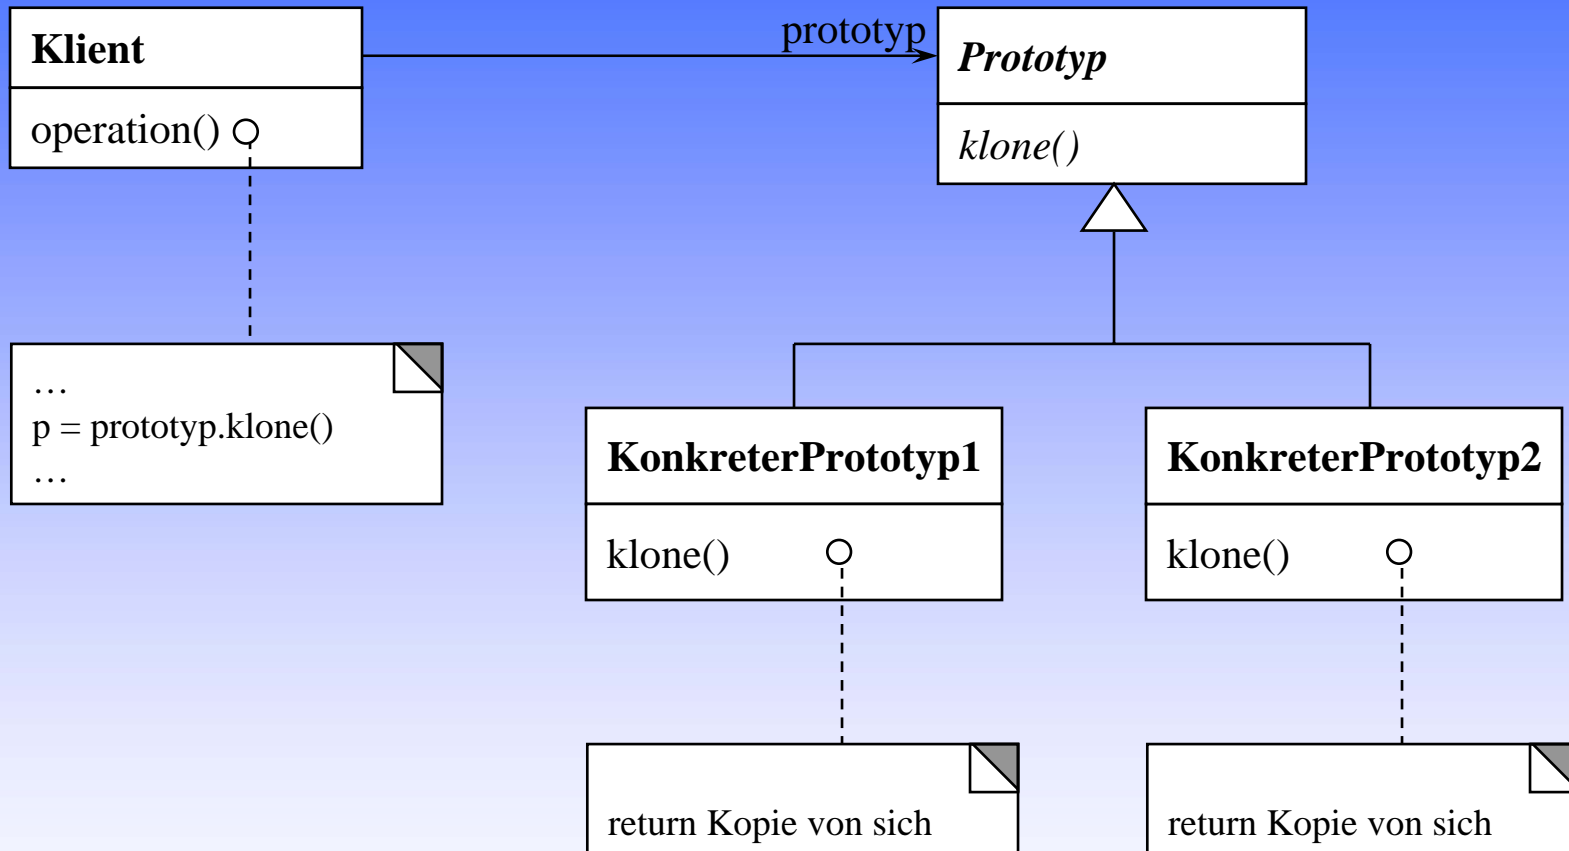 Klient
operation()
prototyp
Prototyp
klone()
…
p = prototyp.klone()
…
KonkreterPrototyp1
klone()
KonkreterPrototyp2
klone()
return Kopie von sich
return Kopie von sich